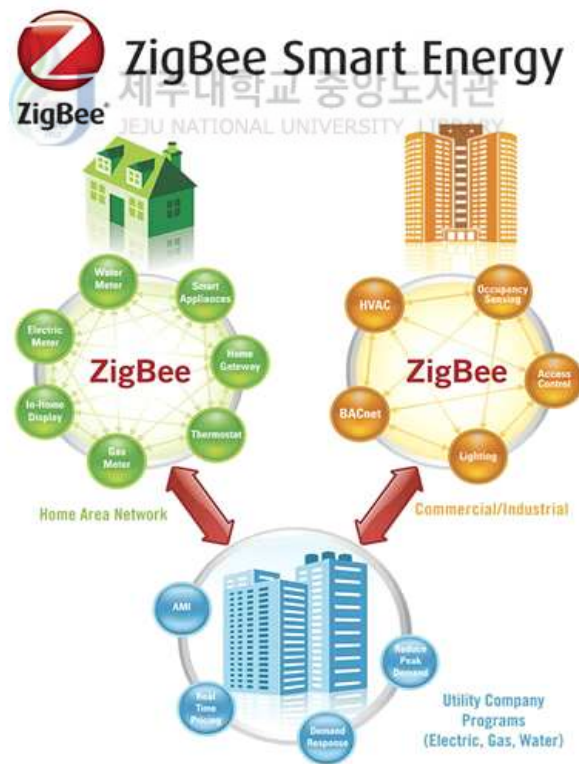 ZigBee Smart Energy
ZigBee®
제주대학교 중앙도서관
JEJU NATIONAL UNIVERSITY LIBRARY
Water
Meter
Smart
Appliances
Electric
Meter
Home
Gateway
ZigBee
In-Home
Display
Thermostat
Gas
Meter
Home Area Network
HVAC
Occupancy
Sensing
ZigBee
Access
Control
BACnet
Lighting
Commercial/Industrial
AMI
Reduce
Peak
Demand
Real
Time
Pricing
Demand
Response
Utility Company
Programs
(Electric, Gas, Water)